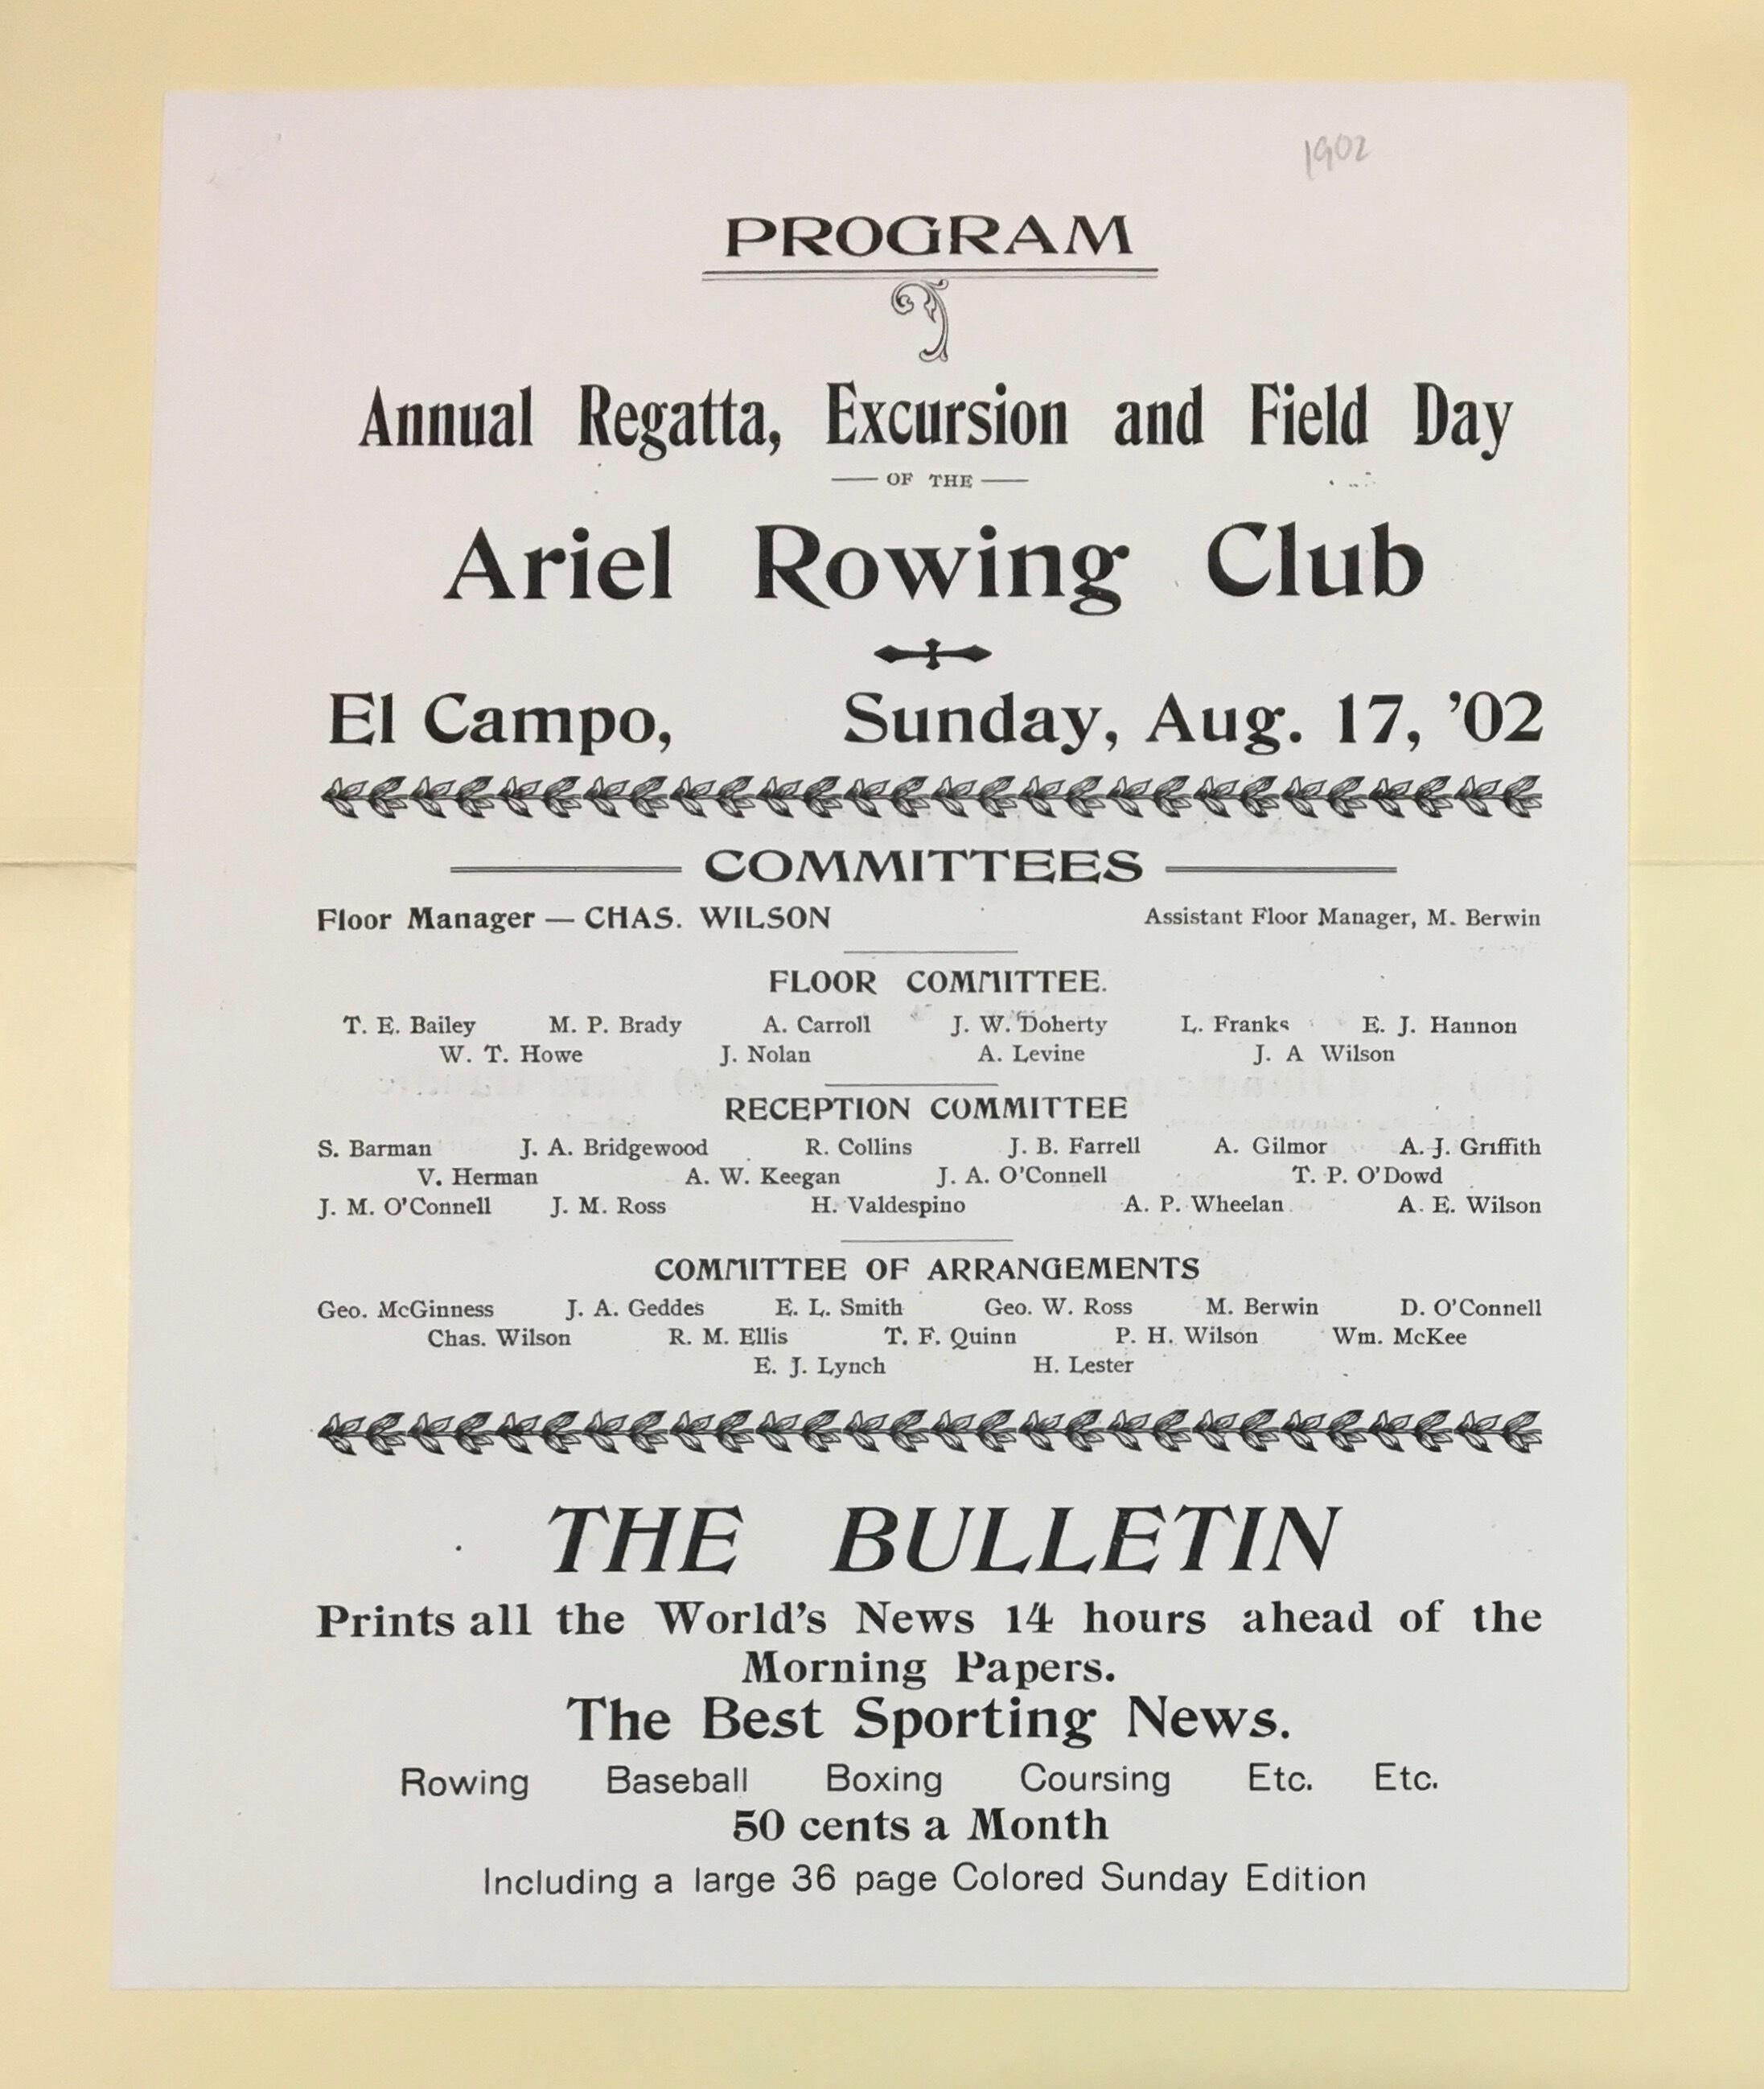 1902
PROGRAM
Annual Regatta, Excursion and Field Day
OF THE
Ariel Rowing Club
El Campo, Sunday, Aug. 17, '02
COMMITTEES
Floor Manager — CHAS. WILSON Assistant Floor Manager, M. Berwin
FLOOR COMMITTEE.
T. E. Bailey M. P. Brady A. Carroll J. W. Doherty L. Franks E. J. Hannon
W. T. Howe J. Nolan A. Levine J. A Wilson
RECEPTION COMMITTEE
S. Barman J. A. Bridgewood R. Collins J. B. Farrell A. Gilmor A. J. Griffith
V. Herman A. W. Keegan J. A. O'Connell T. P. O'Dowd
J. M. O'Connell J. M. Ross H. Valdespino A. P. Wheelan A. E. Wilson
COMMITTEE OF ARRANGEMENTS
Geo. McGinness J. A. Geddes E. L. Smith Geo. W. Ross M. Berwin D. O'Connell
Chas. Wilson R. M. Ellis T. F. Quinn P. H. Wilson Wm. McKee
E. J. Lynch H. Lester
THE BULLETIN
Prints all the World's News 14 hours ahead of the
Morning Papers.
The Best Sporting News.
Rowing Baseball Boxing Coursing Etc. Etc.
50 cents a Month
Including a large 36 page Colored Sunday Edition